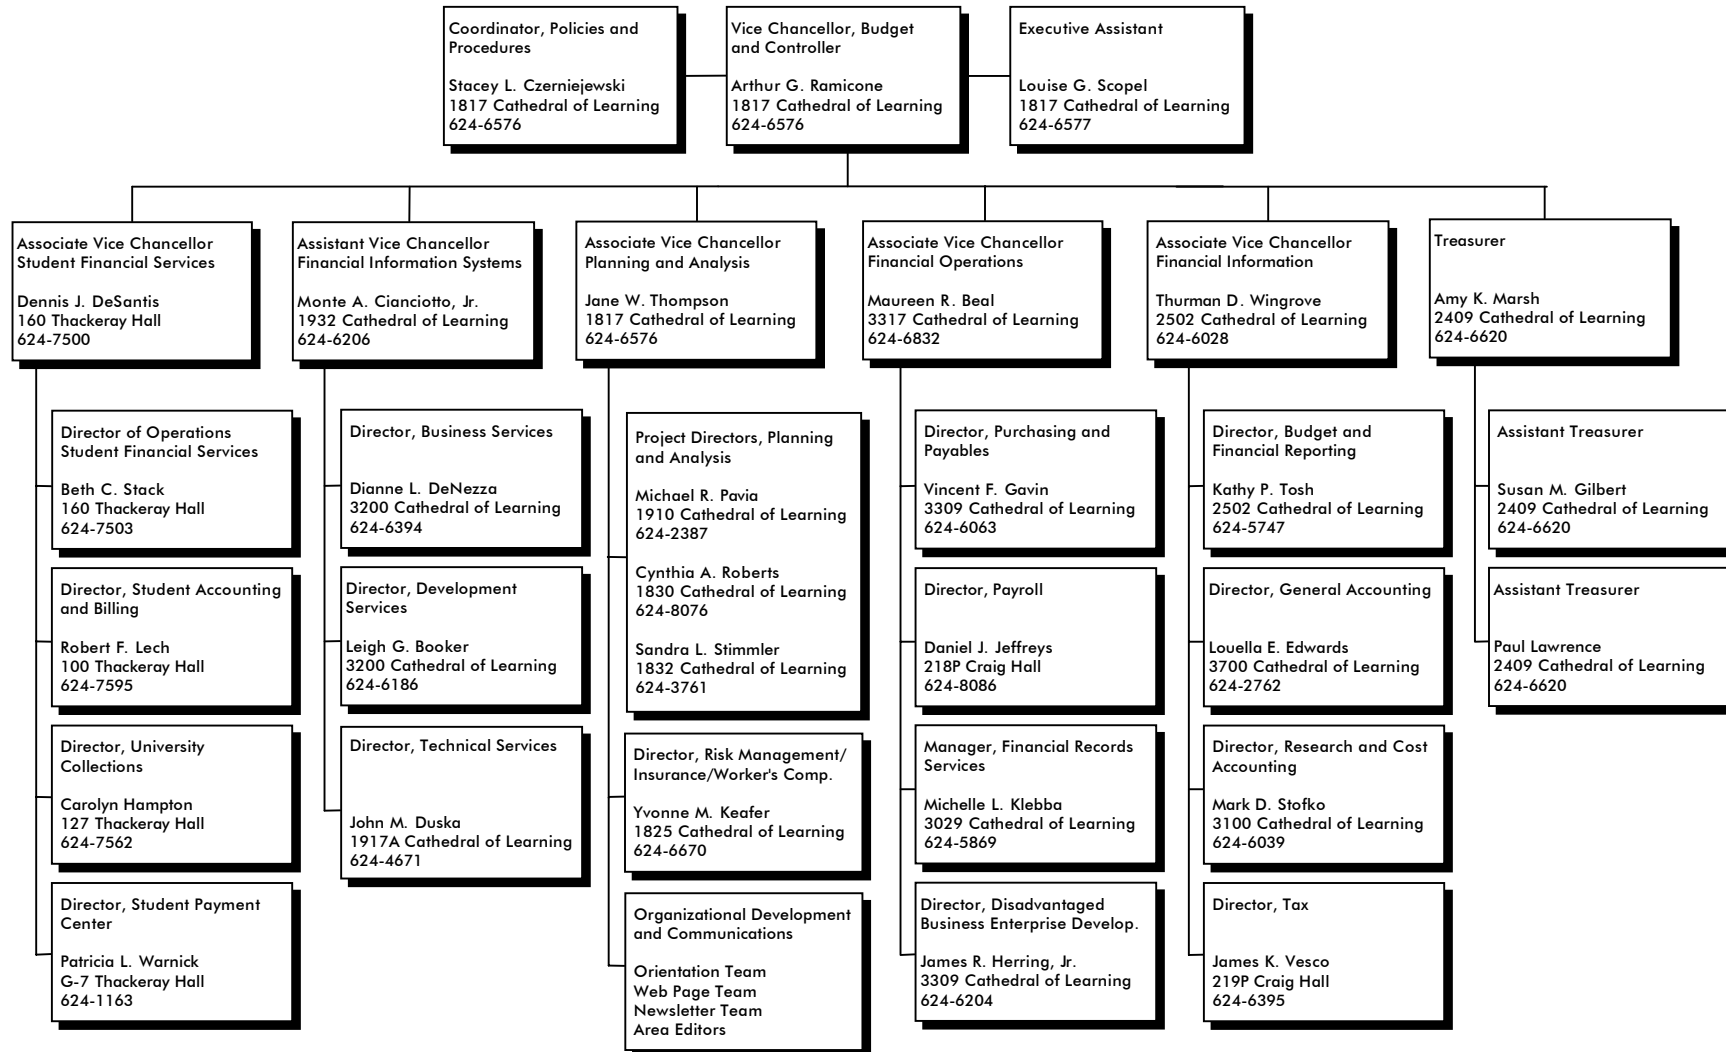 Coordinator, Policies and
Procedures
Stacey L. Czerniejewski
1817 Cathedral of Learning
624-6576
Vice Chancellor, Budget
and Controller
Arthur G. Ramicone
1817 Cathedral of Learning
624-6576
Executive Assistant
Louise G. Scopel
1817 Cathedral of Learning
624-6577
Associate Vice Chancellor
Student Financial Services
Dennis J. DeSantis
160 Thackeray Hall
624-7500
Assistant Vice Chancellor
Financial Information Systems
Monte A. Cianciotto, Jr.
1932 Cathedral of Learning
624-6206
Associate Vice Chancellor
Planning and Analysis
Jane W. Thompson
1817 Cathedral of Learning
624-6576
Associate Vice Chancellor
Financial Operations
Maureen R. Beal
3317 Cathedral of Learning
624-6832
Associate Vice Chancellor
Financial Information
Thurman D. Wingrove
2502 Cathedral of Learning
624-6028
Treasurer
Amy K. Marsh
2409 Cathedral of Learning
624-6620
Director of Operations
Student Financial Services
Beth C. Stack
160 Thackeray Hall
624-7503
Director, Student Accounting
and Billing
Robert F. Lech
100 Thackeray Hall
624-7595
Director, University
Collections
Carolyn Hampton
127 Thackeray Hall
624-7562
Director, Student Payment
Center
Patricia L. Warnick
G-7 Thackeray Hall
624-1163
Director, Business Services
Dianne L. DeNezza
3200 Cathedral of Learning
624-6394
Director, Development
Services
Leigh G. Booker
3200 Cathedral of Learning
624-6186
Director, Technical Services
John M. Duska
1917A Cathedral of Learning
624-4671
Project Directors, Planning
and Analysis
Michael R. Pavia
1910 Cathedral of Learning
624-2387
Cynthia A. Roberts
1830 Cathedral of Learning
624-8076
Sandra L. Stimmler
1832 Cathedral of Learning
624-3761
Director, Risk Management/
Insurance/Worker's Comp.
Yvonne M. Keafer
1825 Cathedral of Learning
624-6670
Organizational Development
and Communications
Orientation Team
Web Page Team
Newsletter Team
Area Editors
Director, Purchasing and
Payables
Vincent F. Gavin
3309 Cathedral of Learning
624-6063
Director, Payroll
Daniel J. Jeffreys
218P Craig Hall
624-8086
Manager, Financial Records
Services
Michelle L. Klebba
3029 Cathedral of Learning
624-5869
Director, Disadvantaged
Business Enterprise Develop.
James R. Herring, Jr.
3309 Cathedral of Learning
624-6204
Director, Budget and
Financial Reporting
Kathy P. Tosh
2502 Cathedral of Learning
624-5747
Director, General Accounting
Louella E. Edwards
3700 Cathedral of Learning
624-2762
Director, Research and Cost
Accounting
Mark D. Stofko
3100 Cathedral of Learning
624-6039
Director, Tax
James K. Vesco
219P Craig Hall
624-6395
Assistant Treasurer
Susan M. Gilbert
2409 Cathedral of Learning
624-6620
Assistant Treasurer
Paul Lawrence
2409 Cathedral of Learning
624-6620